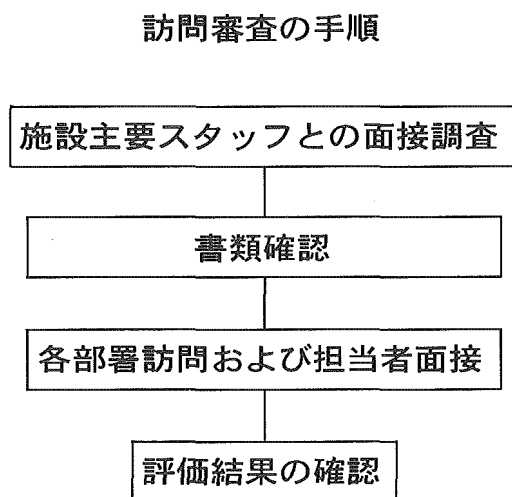 訪問審査の手順
施設主要スタッフとの面接調査
書類確認
各部署訪問および担当者面接
評価結果の確認